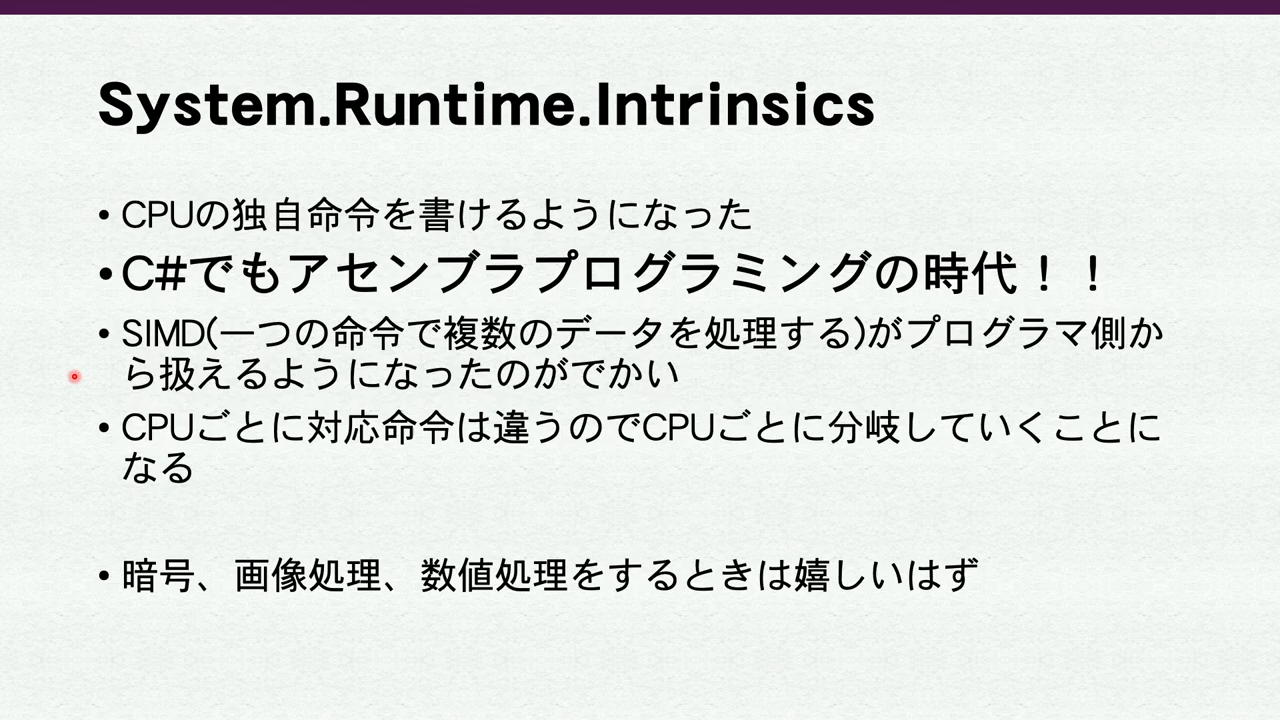 System.Runtime.Intrinsics
• CPUの独自命令を書けるようになった
• C#でもアセンブラプログラミングの時代！！
• SIMD(一つの命令で複数のデータを処理する)がプログラマ側か
ら扱えるようになったのがでかい
• CPUごとに対応命令は違うのでCPUごとに分岐していくことに
なる
• 暗号、画像処理、数値処理をするときは嬉しいはず